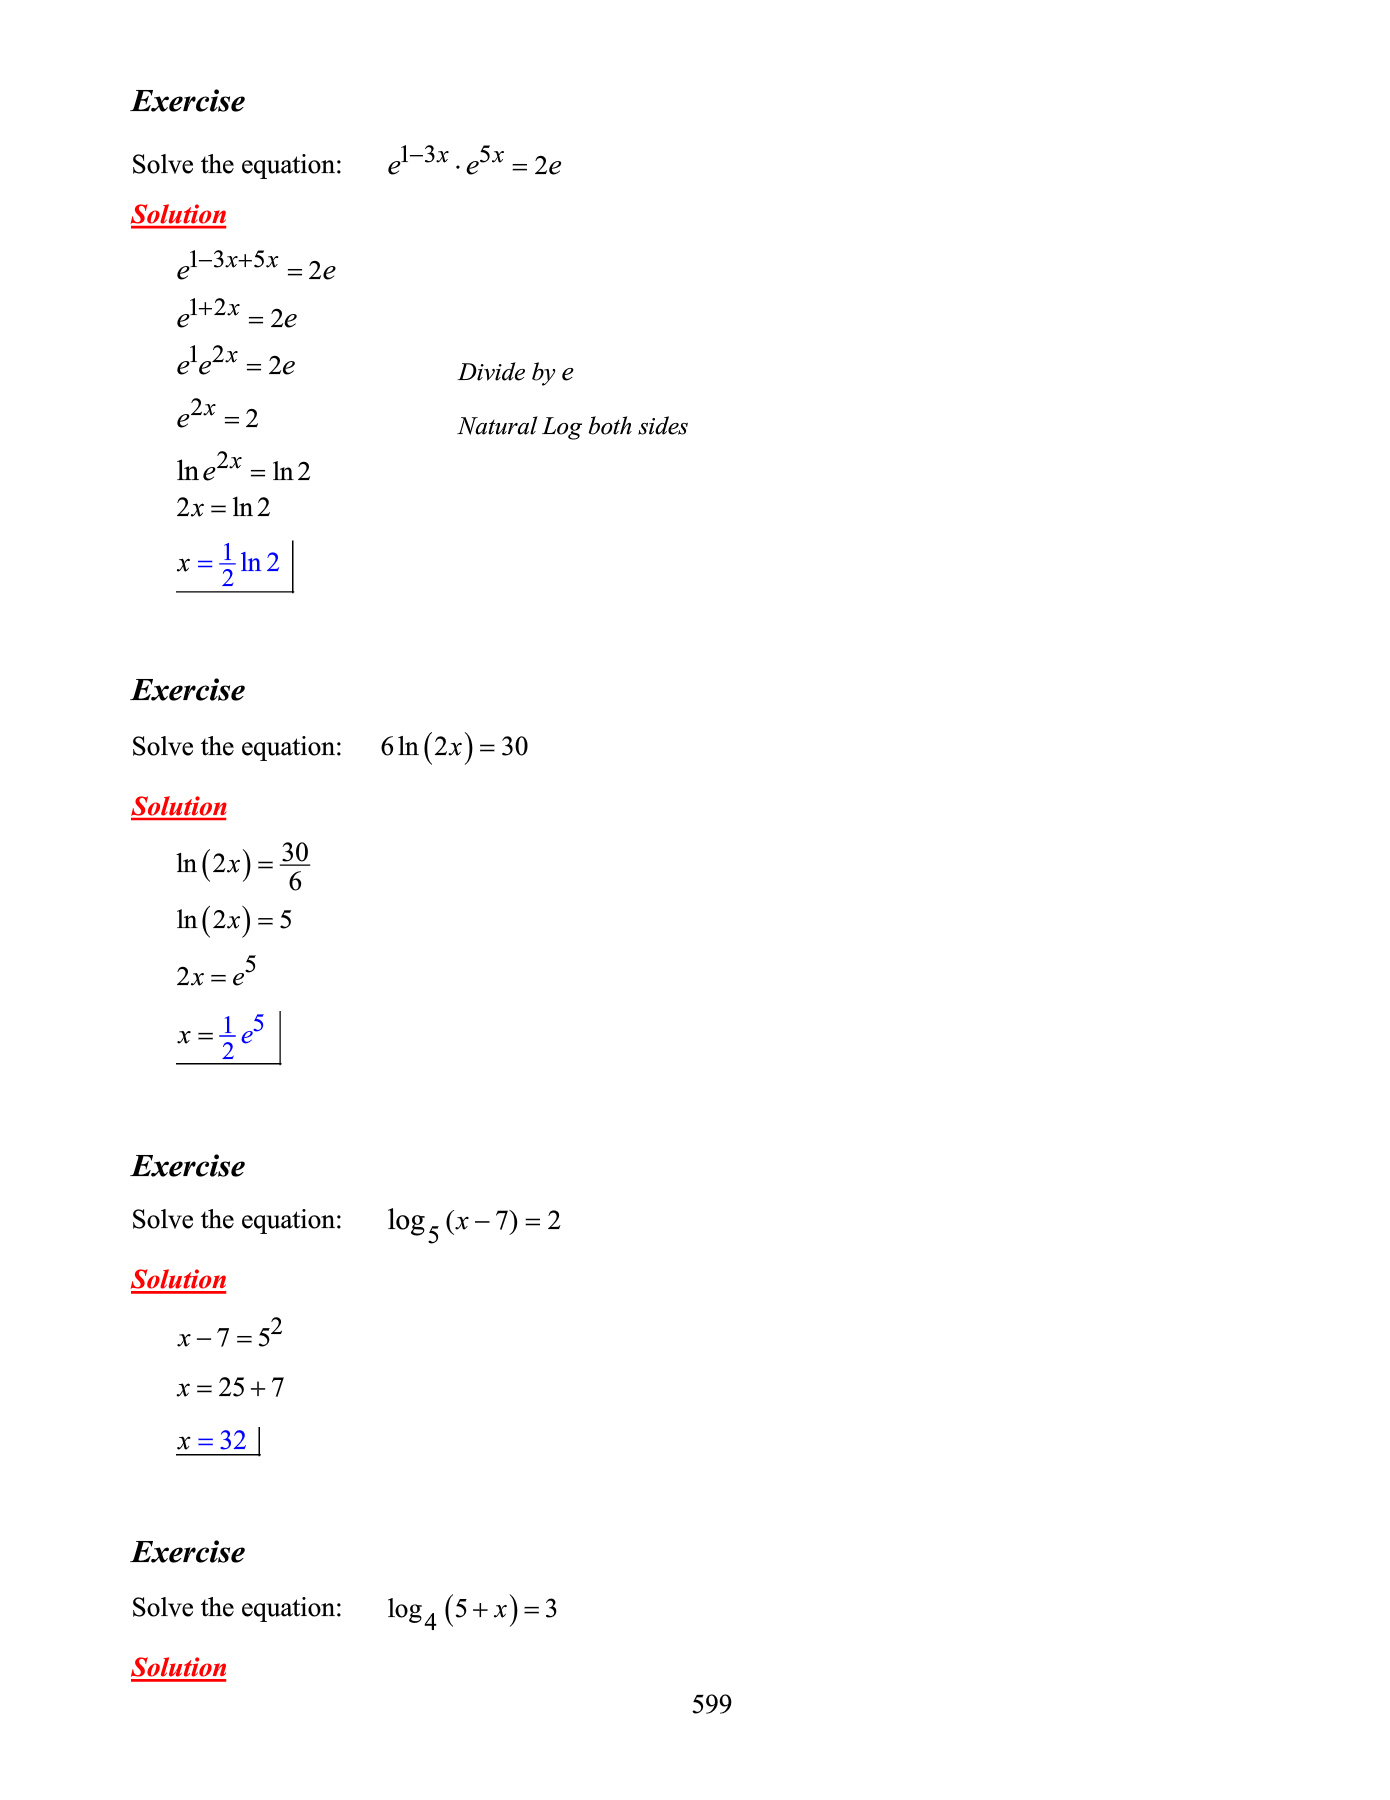 Exercise
Solve the equation: e^{1−3x} · e^{5x} = 2e
Solution
e^{1−3x+5x} = 2e
e^{1+2x} = 2e
e^1 e^{2x} = 2e Divide by e
e^{2x} = 2 Natural Log both sides
ln e^{2x} = ln 2
2x = ln 2
x = \frac{1}{2} ln 2
Exercise
Solve the equation: 6 ln(2x) = 30
Solution
ln(2x) = \frac{30}{6}
ln(2x) = 5
2x = e^5
x = \frac{1}{2} e^5
Exercise
Solve the equation: log_5 (x − 7) = 2
Solution
x − 7 = 5^2
x = 25 + 7
x = 32
Exercise
Solve the equation: log_4 (5 + x) = 3
Solution
599